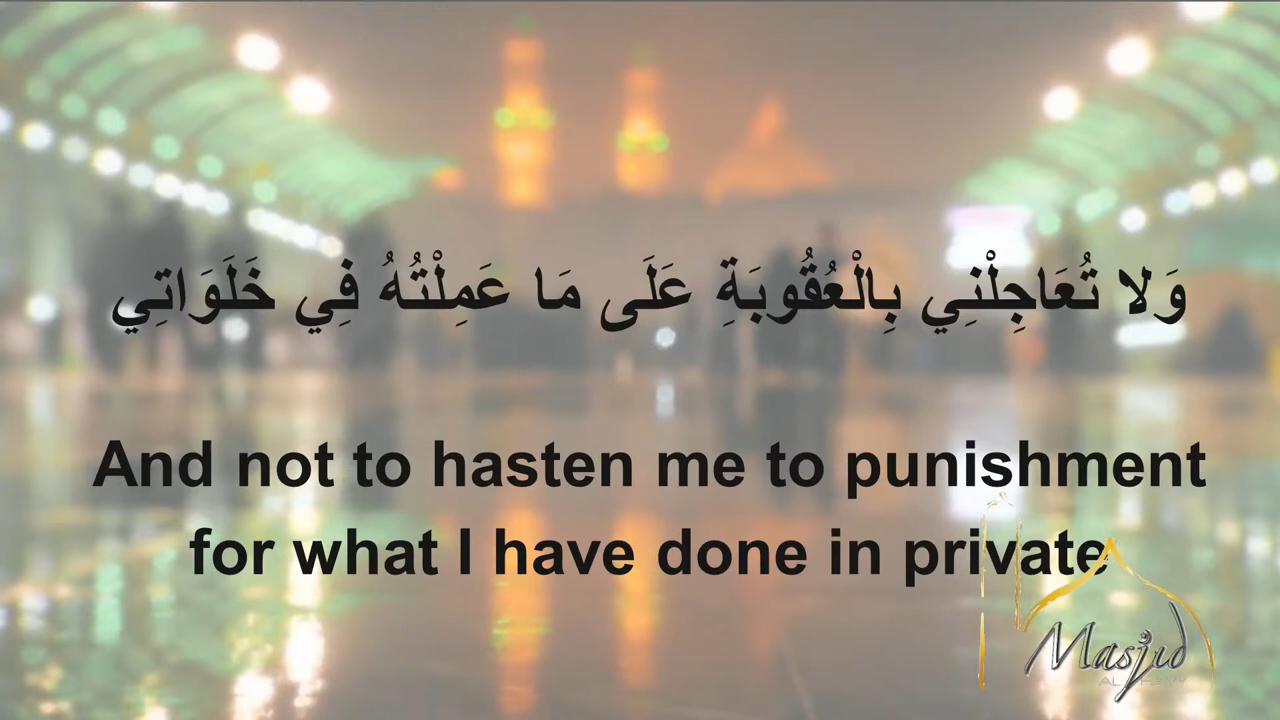 وَلا تُعَاجِلْنِي بِالْعُقُوبَةِ عَلَى مَا عَمِلْتُهُ فِي خَلَوَاتِي
And not to hasten me to punishment
for what I have done in private
Masjid